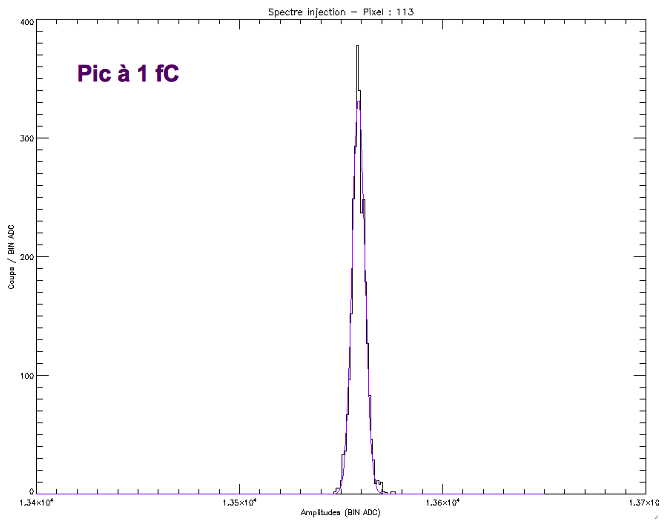 Spectre injection – Pixel : 113
400
Pic à 1 fC
300
Coups / BIN ADC
200
100
0
1.34×10⁴ 1.35×10⁴ 1.36×10⁴ 1.37×10
Amplitudes (BIN ADC)